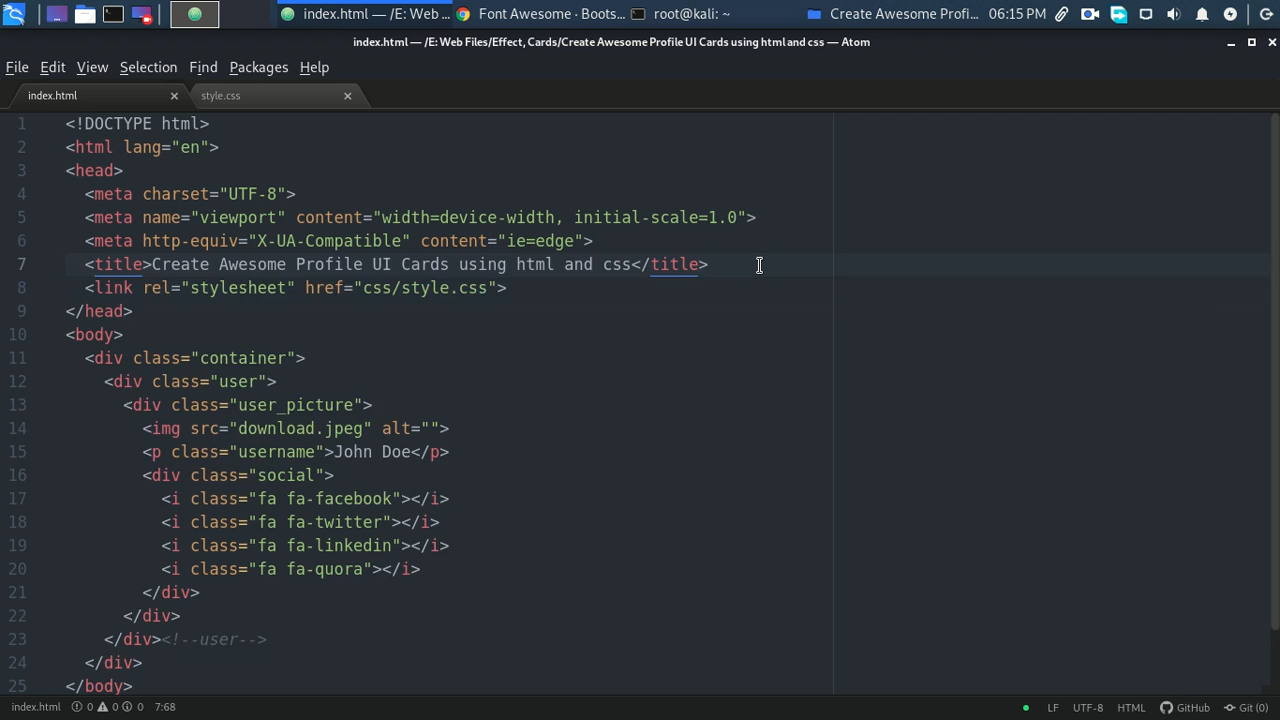 index.html — /E: Web ...
Font Awesome · Boots...
root@kali: ~
Create Awesome Profi...
06:15 PM
index.html — /E: Web Files/Effect, Cards/Create Awesome Profile UI Cards using html and css — Atom
File Edit View Selection Find Packages Help
index.html
style.css
1 <!DOCTYPE html>
2 <html lang="en">
3 <head>
4 <meta charset="UTF-8">
5 <meta name="viewport" content="width=device-width, initial-scale=1.0">
6 <meta http-equiv="X-UA-Compatible" content="ie=edge">
7 <title>Create Awesome Profile UI Cards using html and css</title>
8 <link rel="stylesheet" href="css/style.css">
9 </head>
10 <body>
11 <div class="container">
12 <div class="user">
13 <div class="user_picture">
14 <img src="download.jpeg" alt="">
15 <p class="username">John Doe</p>
16 <div class="social">
17 <i class="fa fa-facebook"></i>
18 <i class="fa fa-twitter"></i>
19 <i class="fa fa-linkedin"></i>
20 <i class="fa fa-quora"></i>
21 </div>
22 </div>
23 </div><!--user-->
24 </div>
25 </body>
index.html 0 0 0 7:68 LF UTF-8 HTML GitHub Git (0)